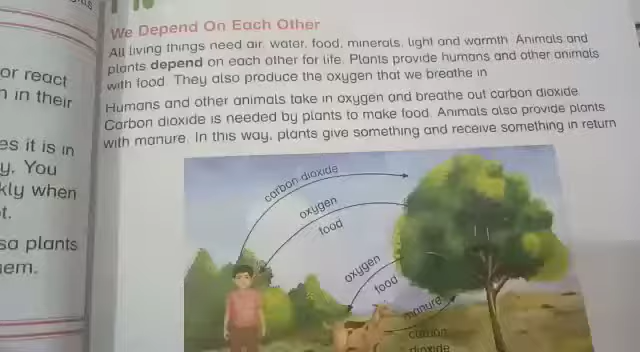 We Depend On Each Other
All living things need air, water, food, minerals, light and warmth. Animals and
plants depend on each other for life. Plants provide humans and other animals
with food. They also produce the oxygen that we breathe in.
Humans and other animals take in oxygen and breathe out carbon dioxide.
Carbon dioxide is needed by plants to make food. Animals also provide plants
with manure. In this way, plants give something and receive something in return
carbon dioxide
oxygen
food
oxygen
food
manure
carbon
dioxide
or react
in their
es it is in
y. You
kly when
t.
sa plants
em.